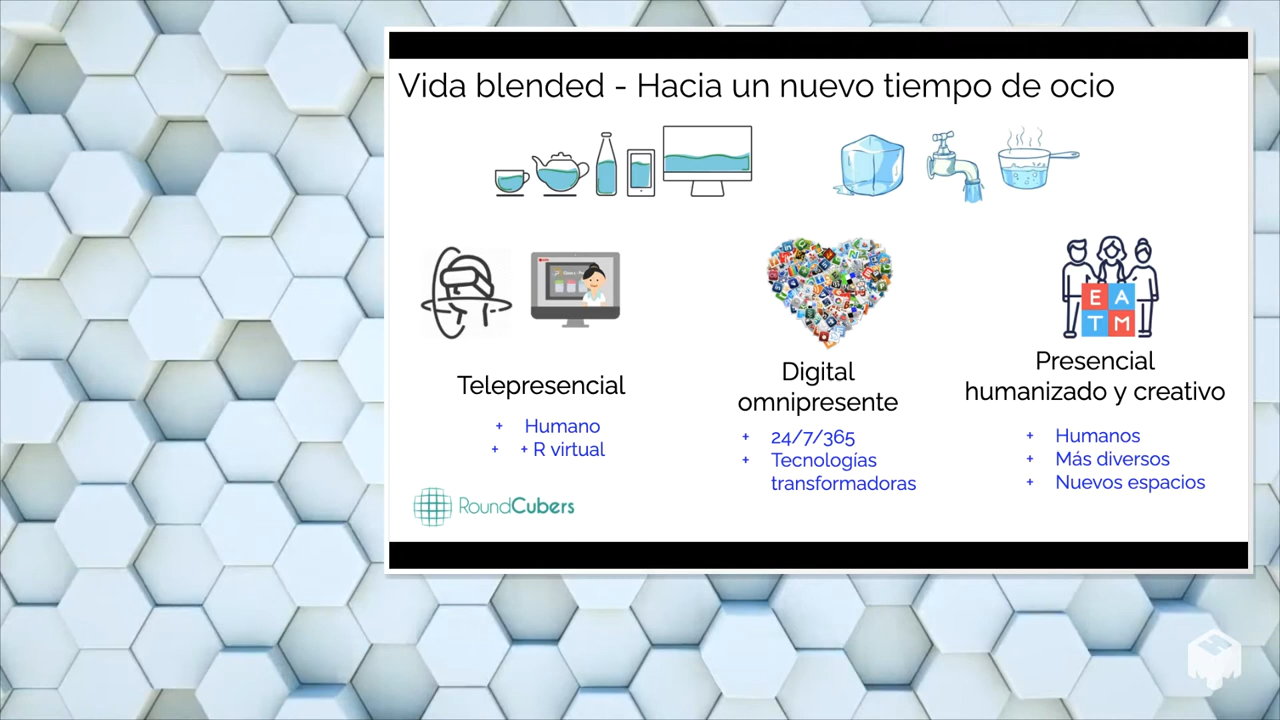 Vida blended - Hacia un nuevo tiempo de ocio
E A
T M
Telepresencial
+ Humano
+ + R virtual
Digital
omnipresente
+ 24/7/365
+ Tecnologías
transformadoras
Presencial
humanizado y creativo
+ Humanos
+ Más diversos
+ Nuevos espacios
RoundCubers